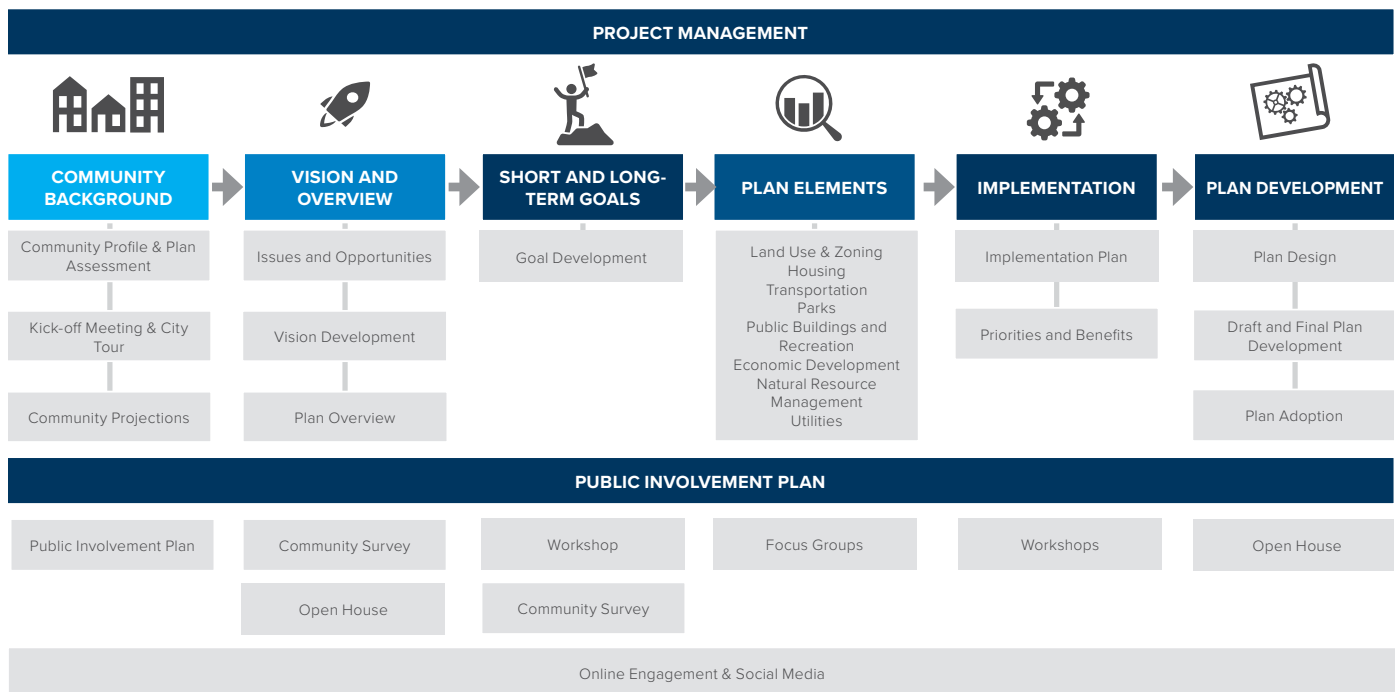 PROJECT MANAGEMENT
COMMUNITY
BACKGROUND
VISION AND
OVERVIEW
SHORT AND LONG-
TERM GOALS
PLAN ELEMENTS
IMPLEMENTATION
PLAN DEVELOPMENT
Community Profile & Plan
Assessment
Kick-off Meeting & City
Tour
Community Projections
Issues and Opportunities
Vision Development
Plan Overview
Goal Development
Land Use & Zoning
Housing
Transportation
Parks
Public Buildings and
Recreation
Economic Development
Natural Resource
Management
Utilities
Implementation Plan
Priorities and Benefits
Plan Design
Draft and Final Plan
Development
Plan Adoption
PUBLIC INVOLVEMENT PLAN
Public Involvement Plan
Community Survey
Open House
Workshop
Community Survey
Focus Groups
Workshops
Open House
Online Engagement & Social Media